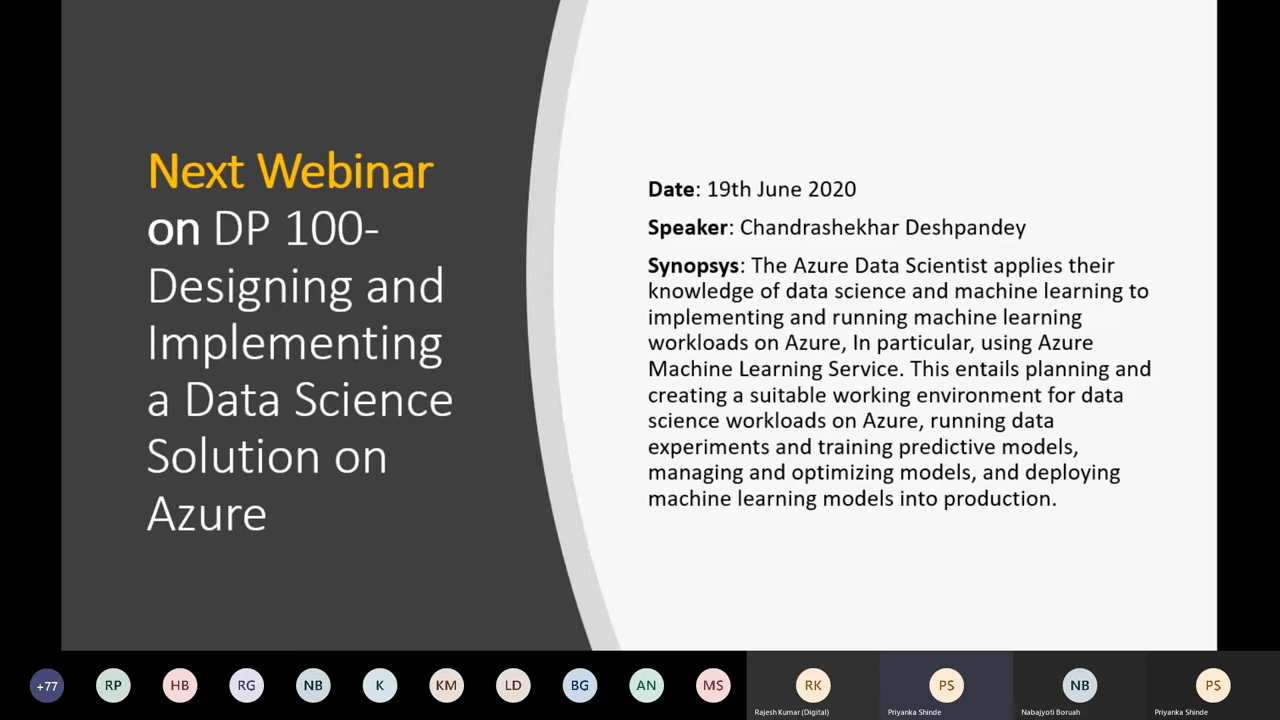 Next Webinar
on DP 100-
Designing and
Implementing
a Data Science
Solution on
Azure
Date: 19th June 2020
Speaker: Chandrashekhar Deshpandey
Synopsys: The Azure Data Scientist applies their
knowledge of data science and machine learning to
implementing and running machine learning
workloads on Azure, In particular, using Azure
Machine Learning Service. This entails planning and
creating a suitable working environment for data
science workloads on Azure, running data
experiments and training predictive models,
managing and optimizing models, and deploying
machine learning models into production.
+77 RP HB RG NB K KM LD BG AN MS RK PS NB PS
Rajesh Kumar (Digital) Priyanka Shinde Nabajyoti Boruah Priyanka Shinde